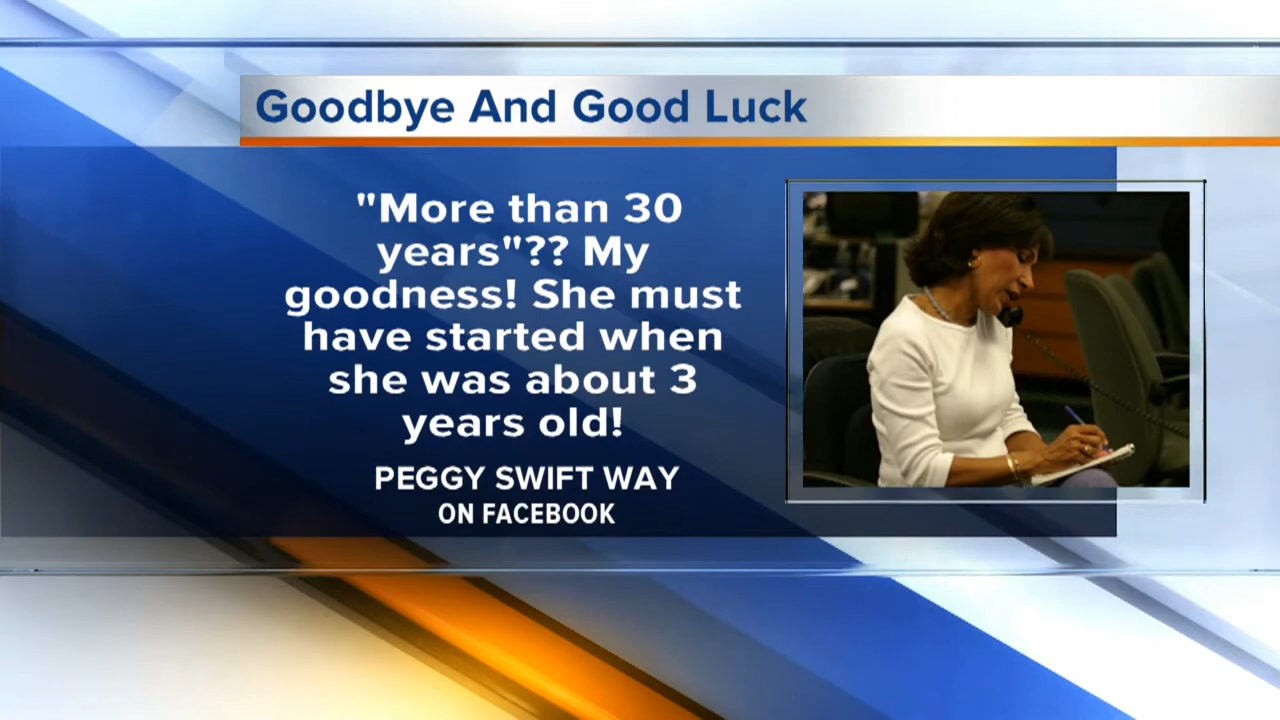 Goodbye And Good Luck
"More than 30
years"?? My
goodness! She must
have started when
she was about 3
years old!
PEGGY SWIFT WAY
ON FACEBOOK